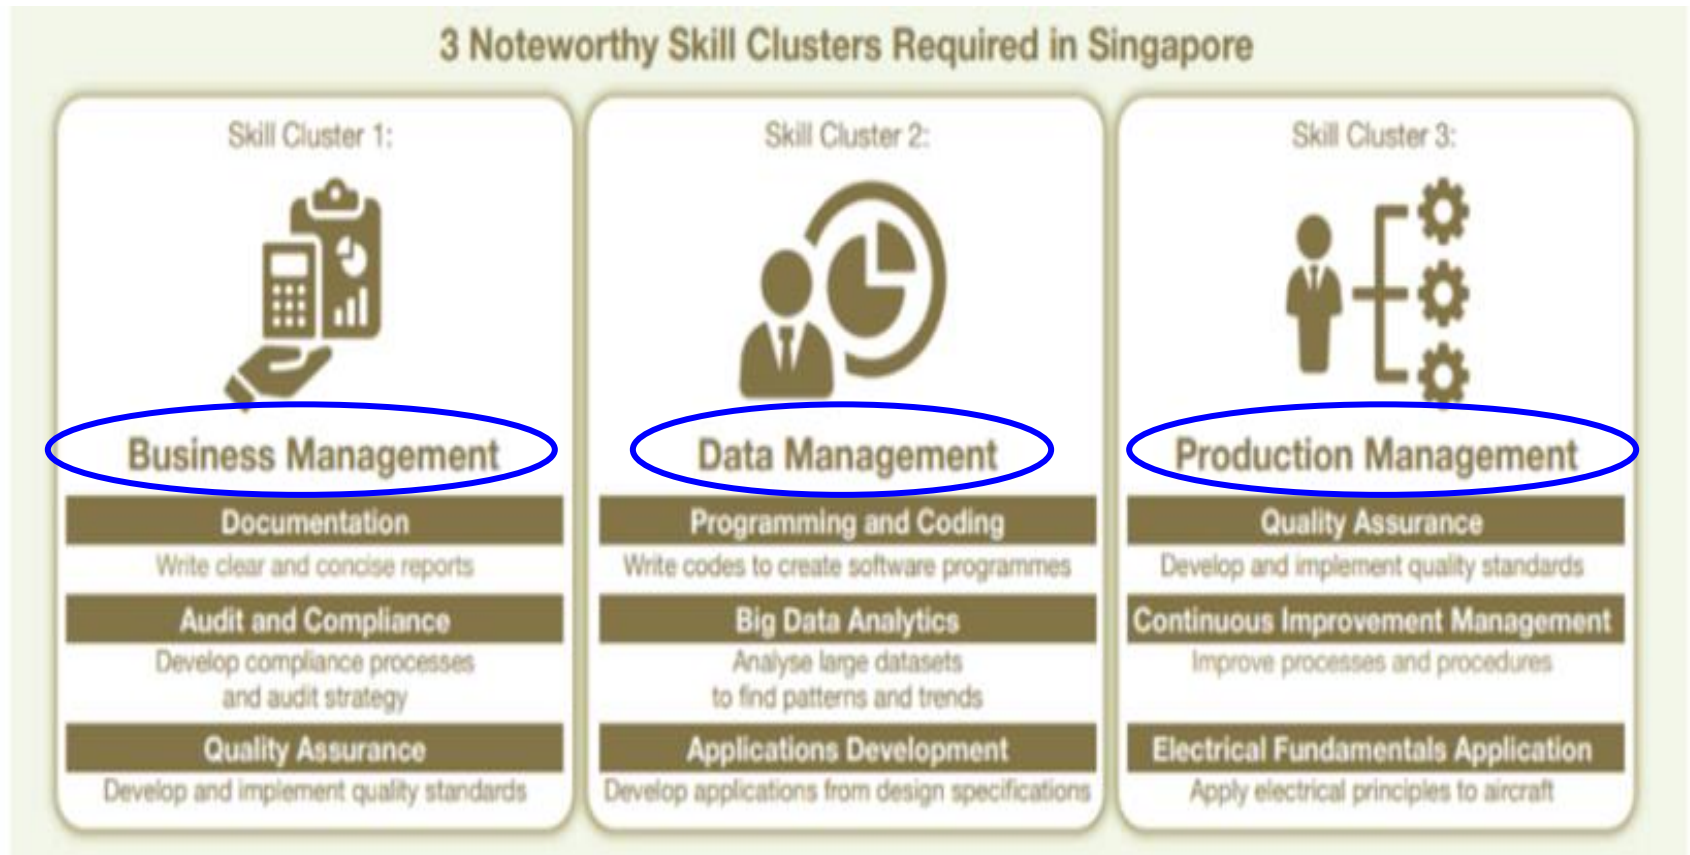 3 Noteworthy Skill Clusters Required in Singapore
Skill Cluster 1:
Business Management
Documentation
Write clear and concise reports
Audit and Compliance
Develop compliance processes
and audit strategy
Quality Assurance
Develop and implement quality standards
Skill Cluster 2:
Data Management
Programming and Coding
Write codes to create software programmes
Big Data Analytics
Analyse large datasets
to find patterns and trends
Applications Development
Develop applications from design specifications
Skill Cluster 3:
Production Management
Quality Assurance
Develop and implement quality standards
Continuous Improvement Management
Improve processes and procedures
Electrical Fundamentals Application
Apply electrical principles to aircraft